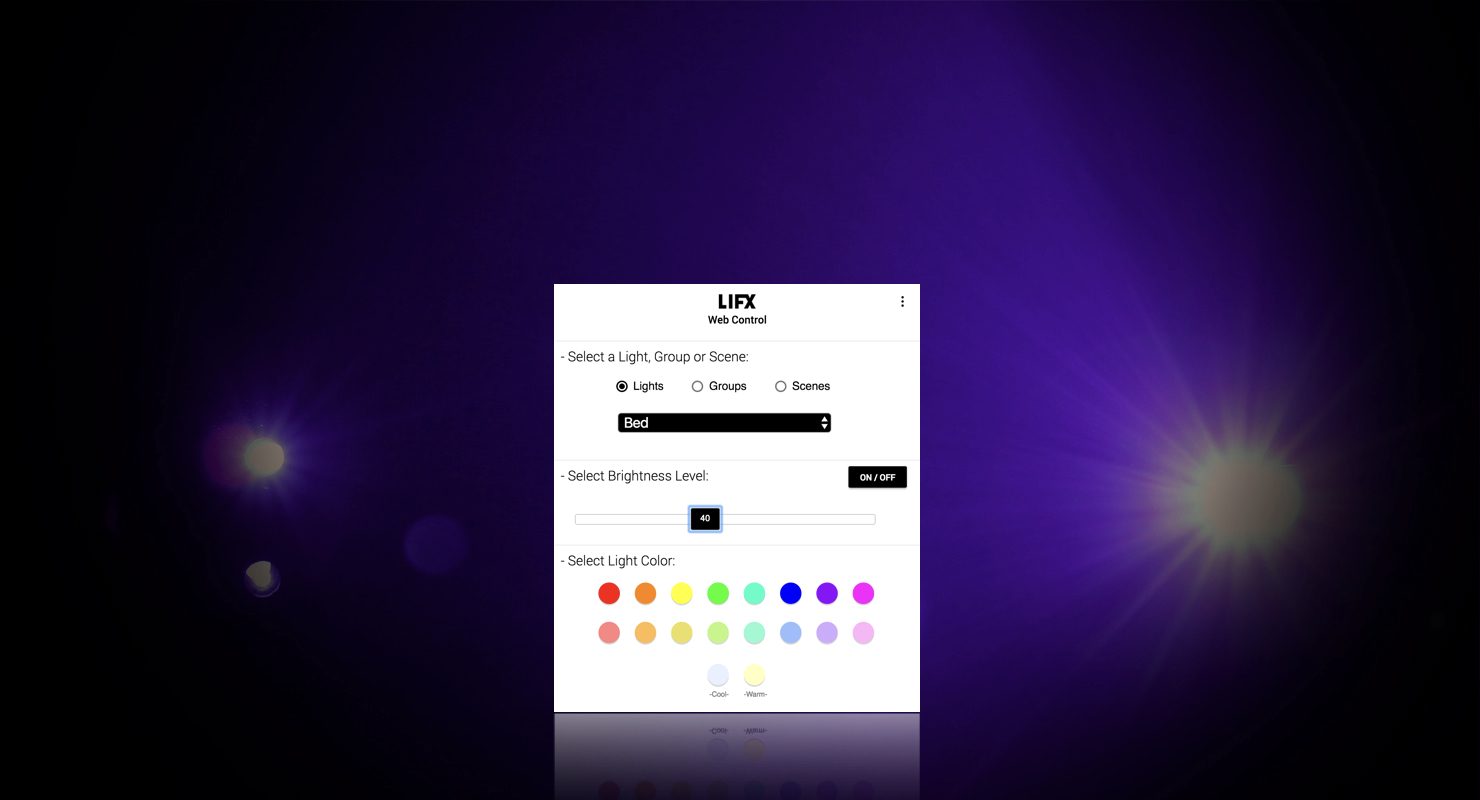 LIFX
Web Control
- Select a Light, Group or Scene:
Lights Groups Scenes
Bed
- Select Brightness Level: ON / OFF
40
- Select Light Color:
-Cool- -Warm-